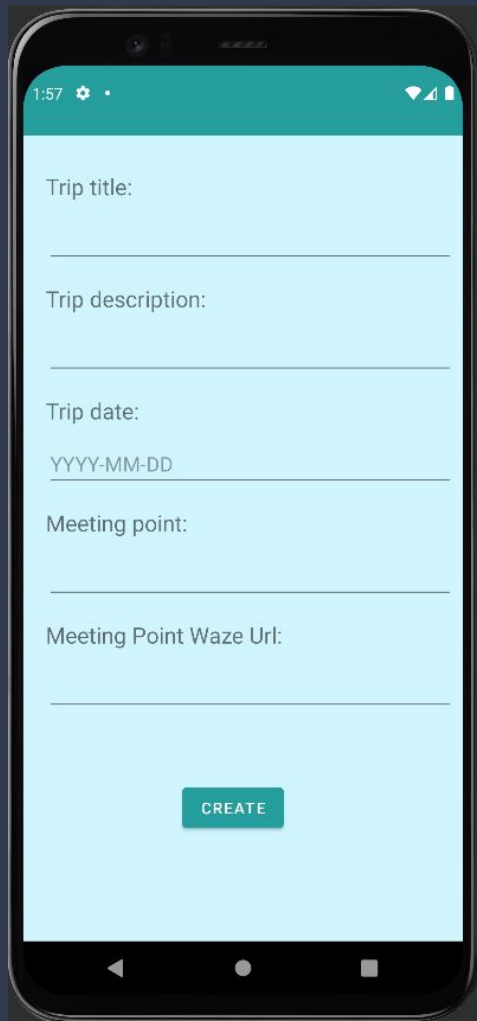 1:57
Trip title:
Trip description:
Trip date:
YYYY-MM-DD
Meeting point:
Meeting Point Waze Url:
CREATE